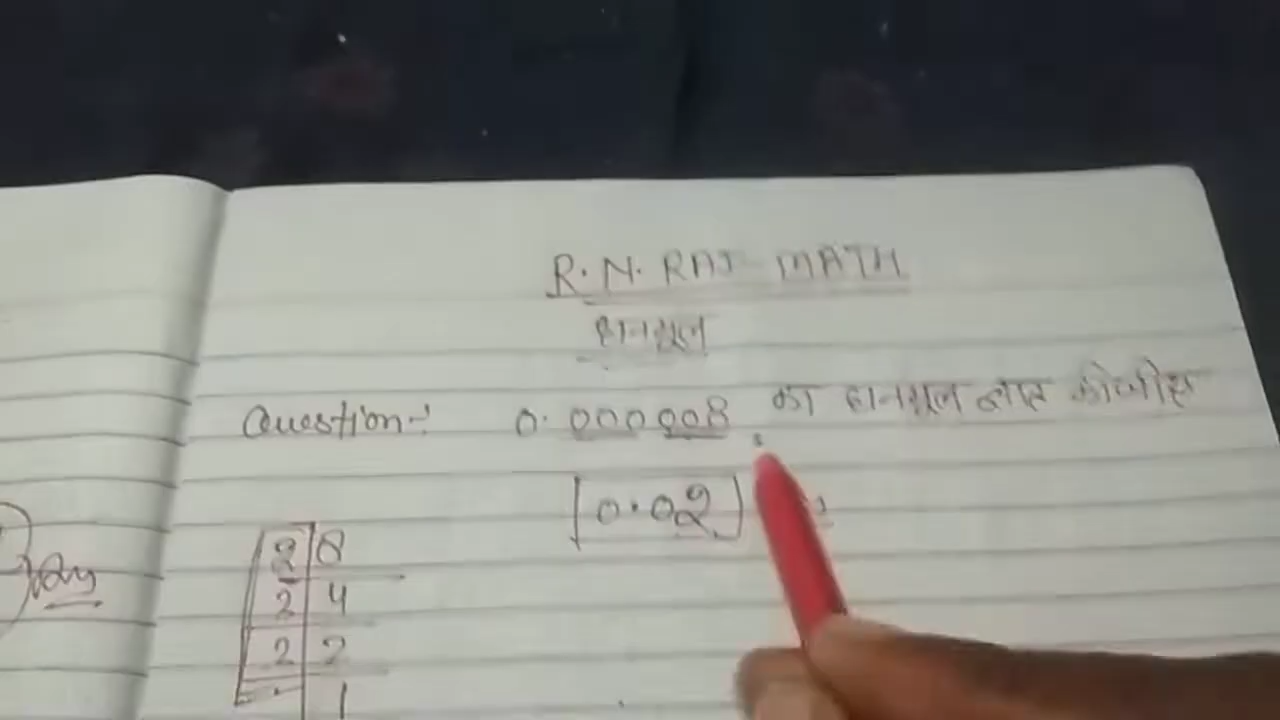 R.N. RAJ MATH
घनमूल
Question:- 0.000008 का घनमूल ज्ञात कीजीए
0.02
2 8
2 4
2 2
1